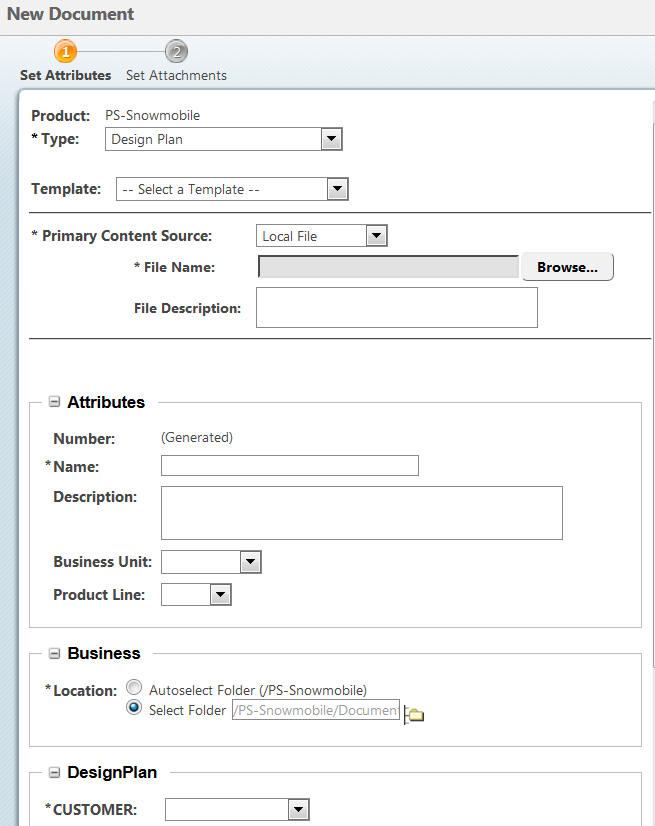 New Document
1 2
Set Attributes Set Attachments
Product: PS-Snowmobile
* Type: Design Plan
Template: -- Select a Template --
* Primary Content Source: Local File
* File Name: Browse...
File Description:
Attributes
Number: (Generated)
*Name:
Description:
Business Unit:
Product Line:
Business
*Location: Autoselect Folder (/PS-Snowmobile)
Select Folder /PS-Snowmobile/Document
DesignPlan
*CUSTOMER: